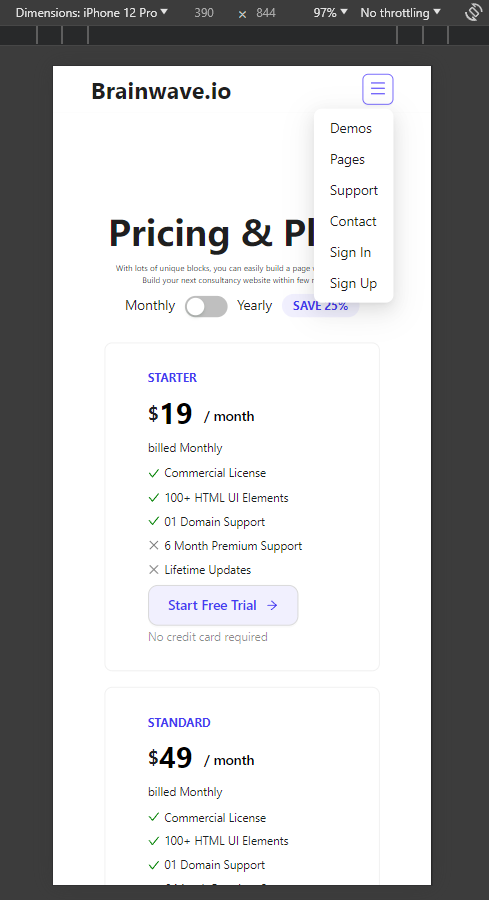 Dimensions: iPhone 12 Pro 390 × 844 97% No throttling
Brainwave.io
Demos
Pages
Support
Contact
Sign In
Sign Up
Pricing & Pl
With lots of unique blocks, you can easily build a page
Build your next consultancy website within few
Monthly Yearly SAVE 25%
STARTER
$19 / month
billed Monthly
Commercial License
100+ HTML UI Elements
01 Domain Support
6 Month Premium Support
Lifetime Updates
Start Free Trial
No credit card required
STANDARD
$49 / month
billed Monthly
Commercial License
100+ HTML UI Elements
01 Domain Support